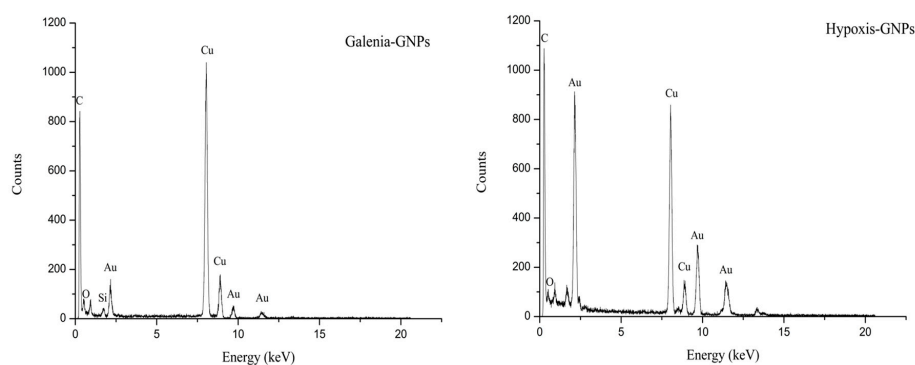 Galenia-GNPs
1200
1000
800
600
400
200
0
Counts
C
O
Si
Au
Cu
Cu
Au
Au
0
5
10
15
20
Energy (keV)
Hypoxis-GNPs
1200
1000
800
600
400
200
0
Counts
C
O
Au
Cu
Cu
Au
Au
0
5
10
15
20
Energy (keV)